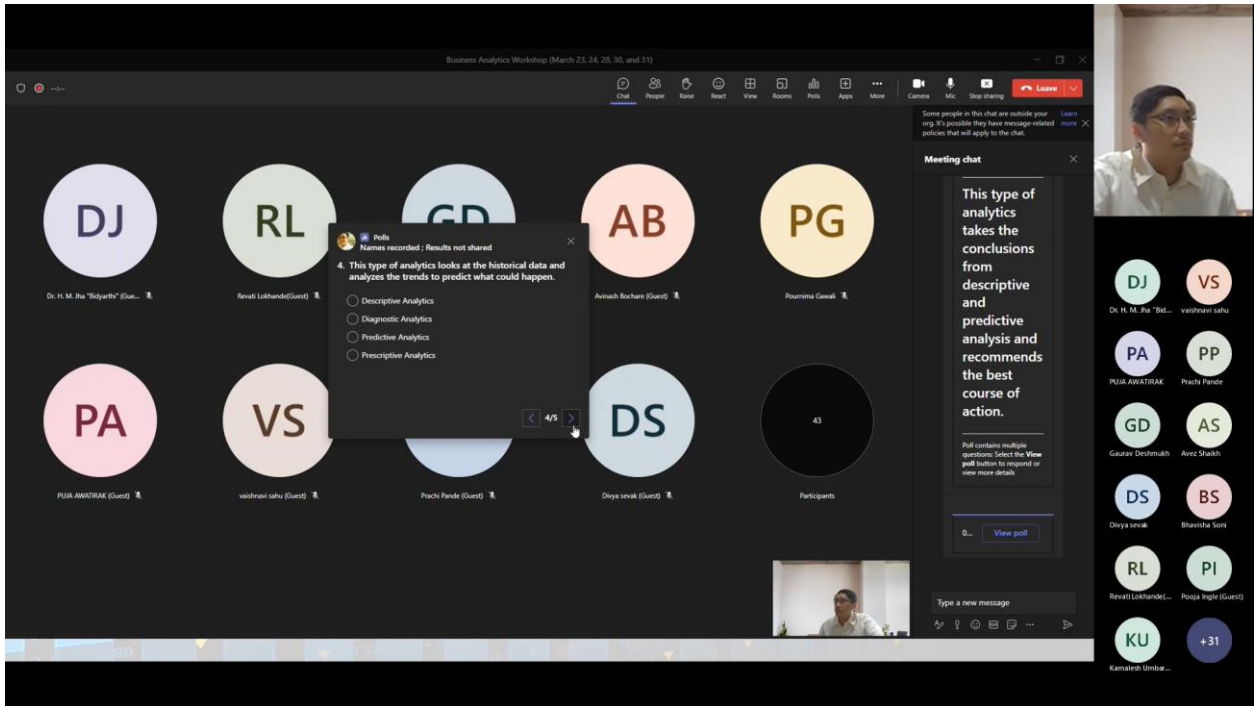 Business Analytics Workshop (March 23, 24, 28, 30, and 31)
--:--
Chat
People
Raise
React
View
Rooms
Polls
Apps
More
Camera
Mic
Stop sharing
Leave
DJ
RL
GD
AB
PG
Dr. H. M. Jha "Bidyarthi" (Gue...
Revati Lokhande(Guest)
Avinash Bochare (Guest)
Pournima Gawali
PA
VS
DS
43
PUJA AWATIRAK (Guest)
vaishnavi sahu (Guest)
Prachi Pande (Guest)
Divya sevak (Guest)
Participants
Polls
Names recorded ; Results not shared
4. This type of analytics looks at the historical data and
analyzes the trends to predict what could happen.
Descriptive Analytics
Diagnostic Analytics
Predictive Analytics
Prescriptive Analytics
4/5
Some people in this chat are outside your
org. It's possible they have message-related
policies that will apply to the chat.
Learn
more
Meeting chat
This type of
analytics
takes the
conclusions
from
descriptive
and
predictive
analysis and
recommends
the best
course of
action.
Poll contains multiple
questions: Select the View
poll button to respond or
view more details
0...
View poll
Type a new message
DJ
VS
Dr. H. M. Jha "Bid...
vaishnavi sahu
PA
PP
PUJA AWATIRAK
Prachi Pande
GD
AS
Gaurav Deshmukh
Avez Shaikh
DS
BS
Divya sevak
Bhavisha Soni
RL
PI
Revati Lokhande(...
Pooja Ingle (Guest)
KU
+31
Kamalesh Umbar...